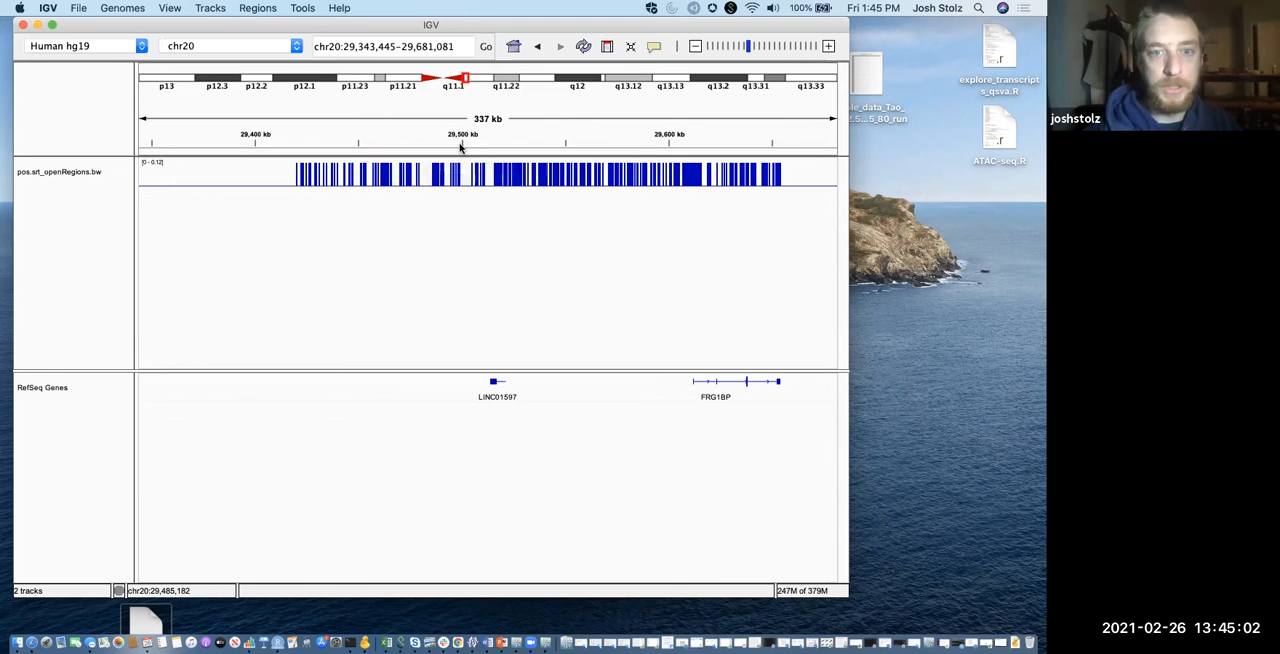 IGV File Genomes View Tracks Regions Tools Help 100% Fri 1:45 PM Josh Stolz
IGV
Human hg19 chr20 chr20:29,343,445-29,681,081 Go
p13 p12.3 p12.2 p12.1 p11.23 p11.21 q11.1 q11.22 q12 q13.12 q13.13 q13.2 q13.31 q13.33
337 kb
29,400 kb 29,500 kb 29,600 kb
[0 - 0.12]
pos.srt_openRegions.bw
RefSeq Genes
LINC01597 FRG1BP
2 tracks chr20:29,485,182 247M of 379M
explore_transcript
s_qsva.R
le_data_Tao_
.5...5_80_run
.r
.r
ATAC-seq.R
joshstolz
2021-02-26 13:45:02